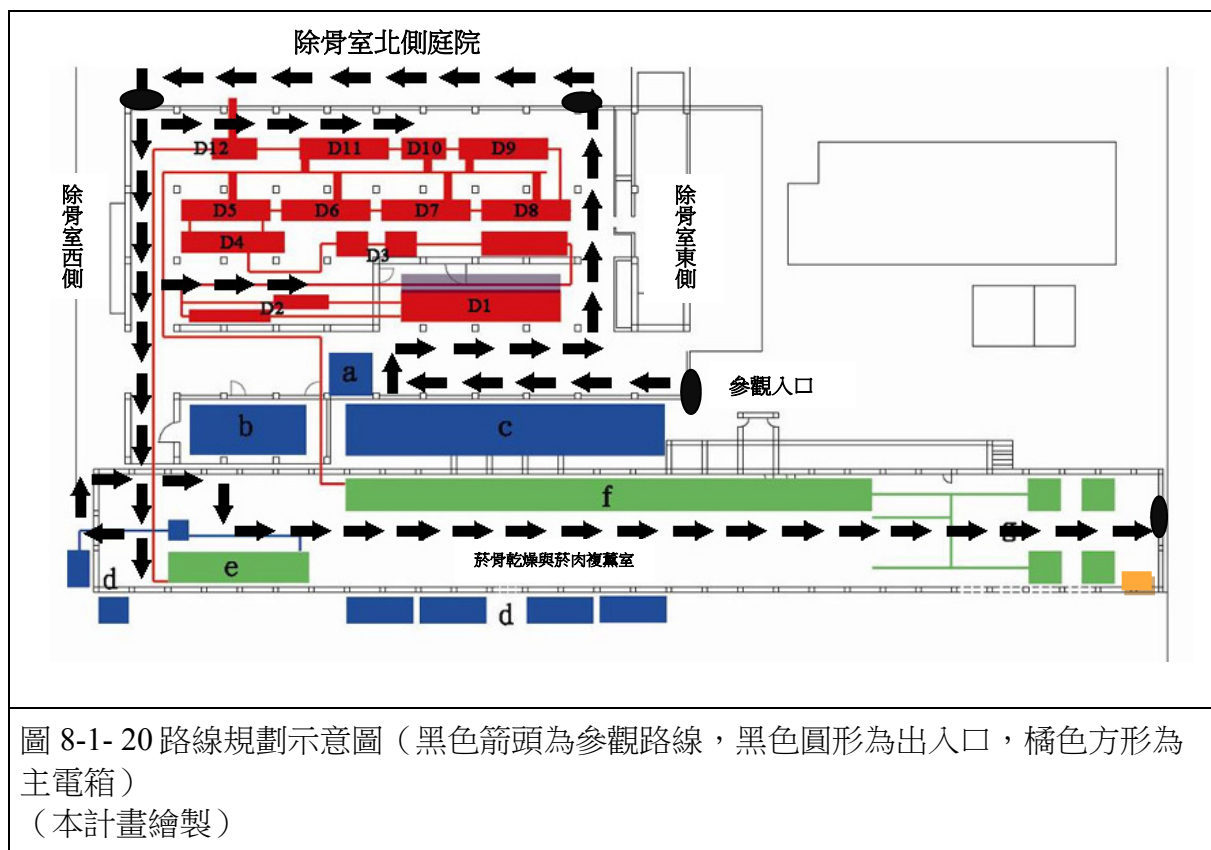 除骨室北側庭院
D12
D11
D10
D9
除骨室西側
D5
D6
D7
D8
除骨室東側
D4
D3
D2
D1
a
參觀入口
b
c
f
g
菸骨乾燥與菸肉複薰室
e
d
d
圖 8-1- 20 路線規劃示意圖（黑色箭頭為參觀路線，黑色圓形為出入口，橘色方形為
主電箱）
（本計畫繪製）